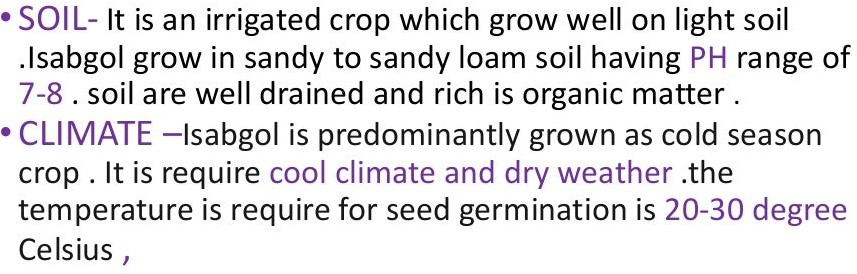 • SOIL- It is an irrigated crop which grow well on light soil
.Isabgol grow in sandy to sandy loam soil having PH range of
7-8 . soil are well drained and rich is organic matter .
• CLIMATE –Isabgol is predominantly grown as cold season
crop . It is require cool climate and dry weather .the
temperature is require for seed germination is 20-30 degree
Celsius ,